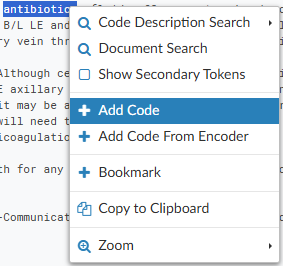 antibiotic
Code Description Search
B/L LE and
Document Search
ry vein thr
Show Secondary Tokens
Although ce
E axillary
Add Code
it may be a
will need t
Add Code From Encoder
icoagulatio
Bookmark
th for any
Copy to Clipboard
-Communicat
Zoom